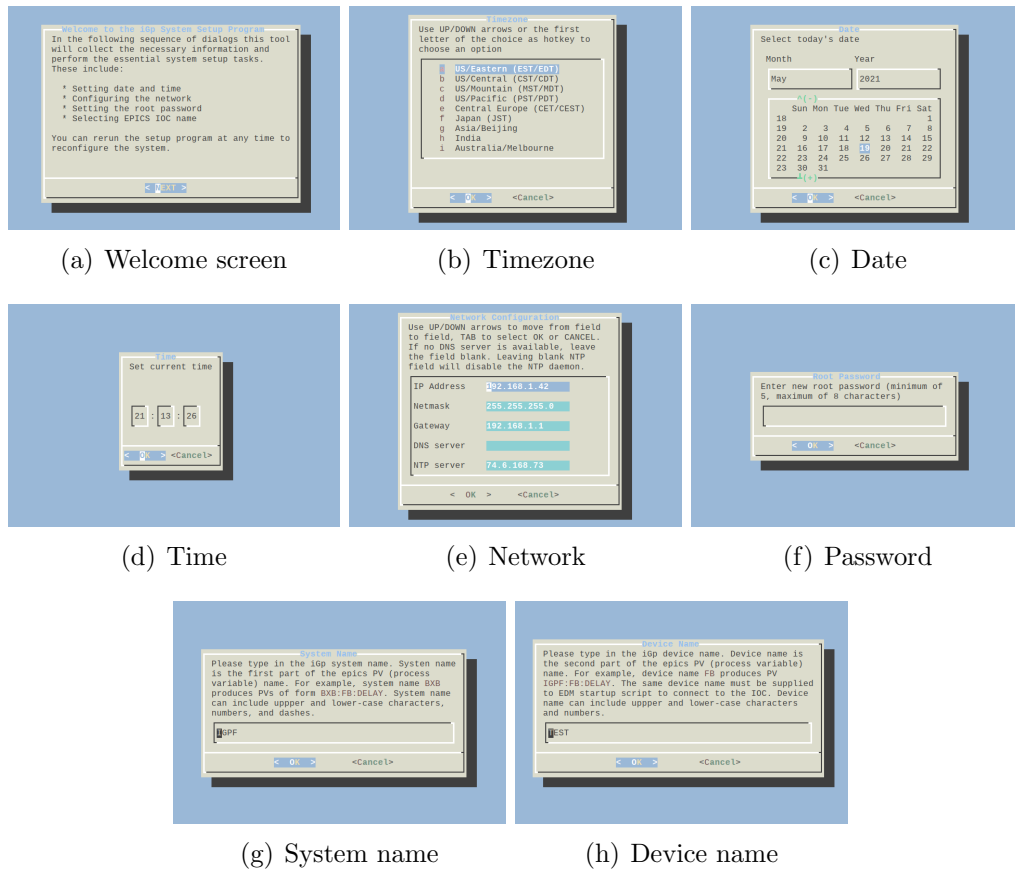 Welcome to the iGp System Setup Program
In the following sequence of dialogs this tool
will collect the necessary information and
perform the essential system setup tasks.
These include:
* Setting date and time
* Configuring the network
* Setting the root password
* Selecting EPICS IOC name
You can rerun the setup program at any time to
reconfigure the system.
< NEXT >
(a) Welcome screen
Timezone
Use UP/DOWN arrows or the first
letter of the choice as hotkey to
choose an option
US/Eastern (EST/EDT)
b US/Central (CST/CDT)
c US/Mountain (MST/MDT)
d US/Pacific (PST/PDT)
e Central Europe (CET/CEST)
f Japan (JST)
g Asia/Beijing
h India
i Australia/Melbourne
< OK > <Cancel>
(b) Timezone
Date
Select today's date
Month Year
May 2021
^(-)
Sun Mon Tue Wed Thu Fri Sat
18 1
19 2 3 4 5 6 7 8
20 9 10 11 12 13 14 15
21 16 17 18 19 20 21 22
22 23 24 25 26 27 28 29
23 30 31
(+)
< OK > <Cancel>
(c) Date
Time
Set current time
21 : 13 : 26
< OK > <Cancel>
(d) Time
Network Configuration
Use UP/DOWN arrows to move from field
to field, TAB to select OK or CANCEL.
If no DNS server is available, leave
the field blank. Leaving blank NTP
field will disable the NTP daemon.
IP Address 192.168.1.42
Netmask 255.255.255.0
Gateway 192.168.1.1
DNS server
NTP server 74.6.168.73
< OK > <Cancel>
(e) Network
Root Password
Enter new root password (minimum of
5, maximum of 8 characters)
< OK > <Cancel>
(f) Password
System Name
Please type in the iGp system name. Systen name
is the first part of the epics PV (process
variable) name. For example, system name BXB
produces PVs of form BXB:FB:DELAY. System name
can include uppper and lower-case characters,
numbers, and dashes.
IGPF
< OK > <Cancel>
(g) System name
Device Name
Please type in the iGp device name. Device name is
the second part of the epics PV (process variable)
name. For example, device name FB produces PV
IGPF:FB:DELAY. The same device name must be supplied
to EDM startup script to connect to the IOC. Device
name can include uppper and lower-case characters
and numbers.
TEST
< OK > <Cancel>
(h) Device name